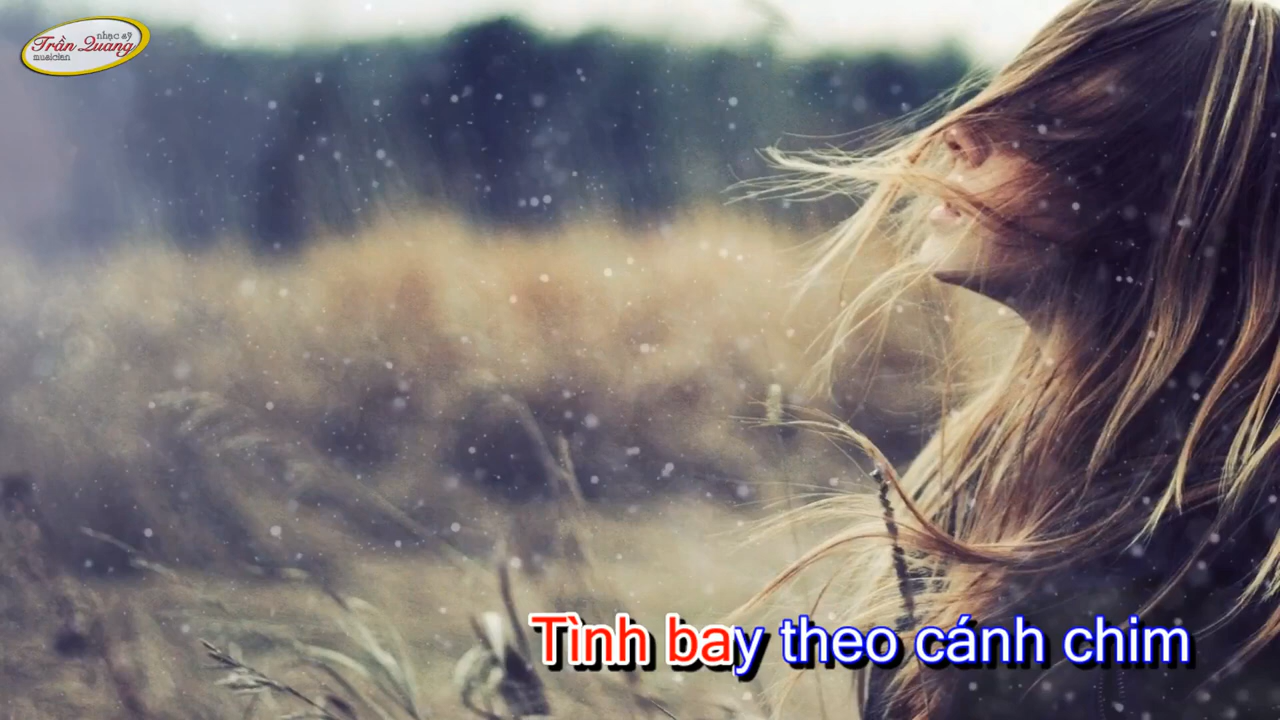 nhạc sỹ
Trần Quang
musician
Tình bay theo cánh chim